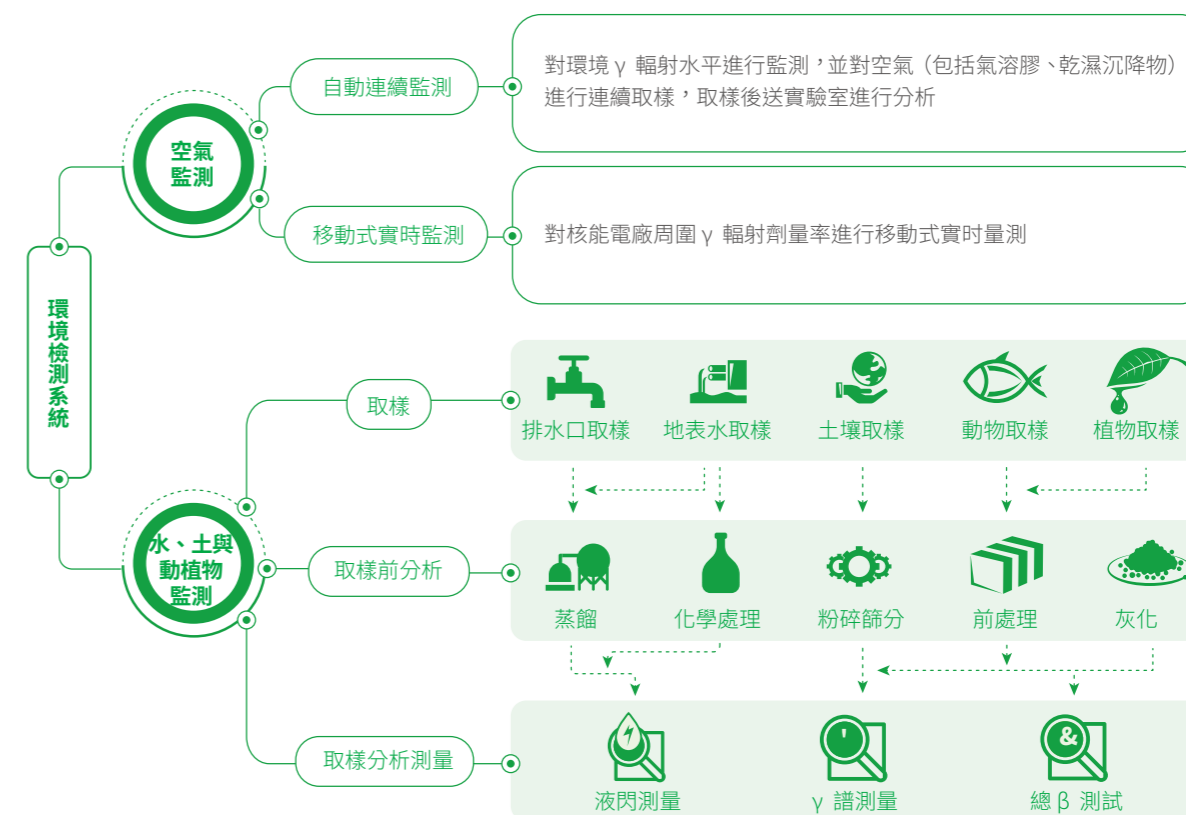 環境檢測系統
空氣
監測
自動連續監測
對環境 γ 輻射水平進行監測，並對空氣（包括氣溶膠、乾濕沉降物）
進行連續取樣，取樣後送實驗室進行分析
移動式實時監測
對核能電廠周圍 γ 輻射劑量率進行移動式實时量測
水、土與
動植物
監測
取樣
排水口取樣
地表水取樣
土壤取樣
動物取樣
植物取樣
取樣前分析
蒸餾
化學處理
粉碎篩分
前處理
灰化
取樣分析測量
液閃測量
'
γ 譜測量
&
總 β 測試